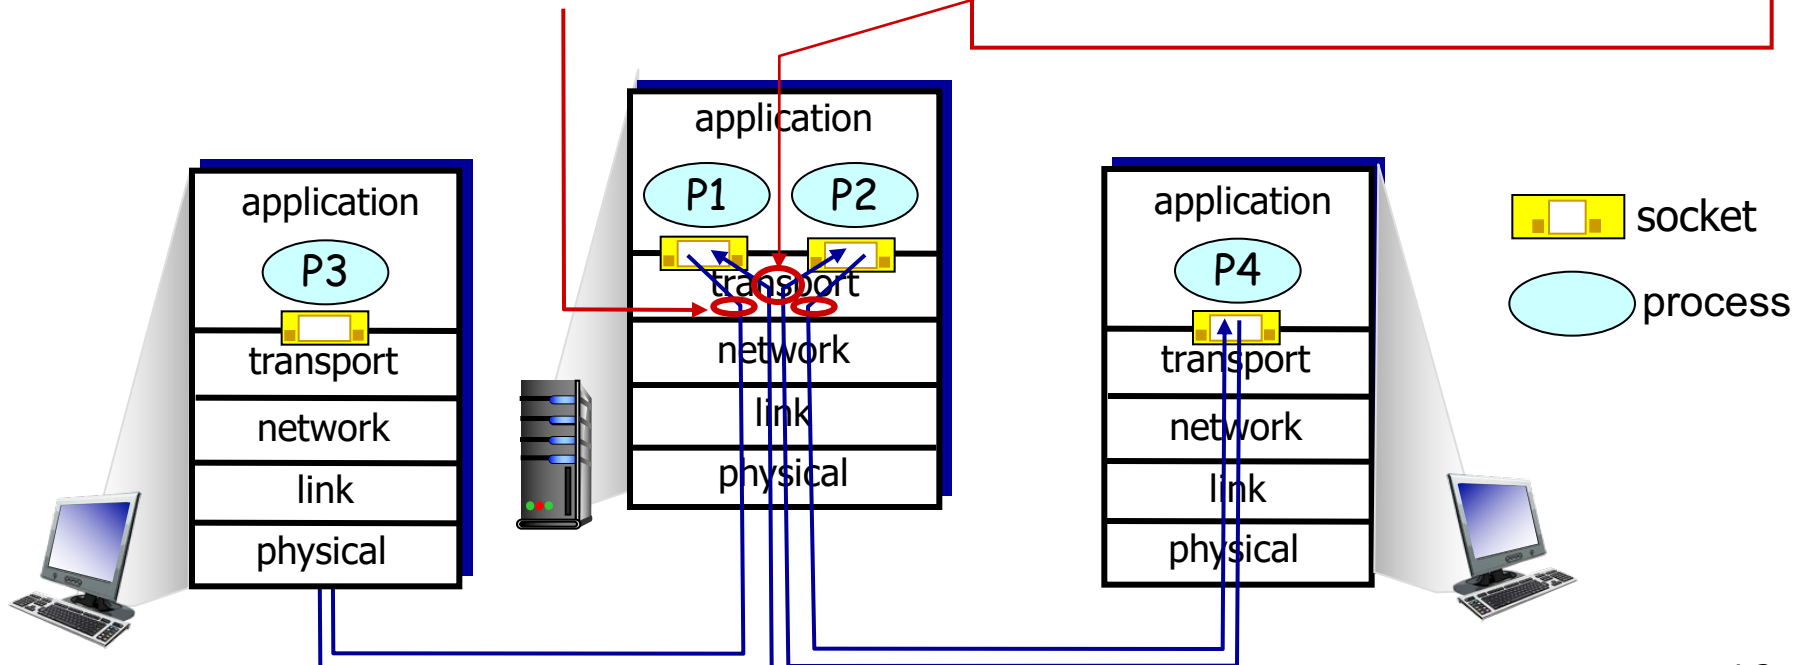 application
P1
P2
transport
network
link
physical
application
P3
transport
network
link
physical
application
P4
transport
network
link
physical
socket
process